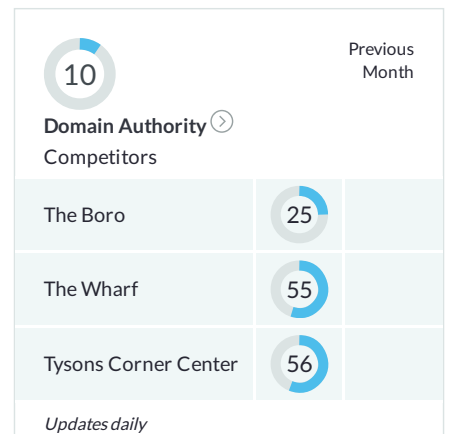 10
Previous
Month
Domain Authority
Competitors
The Boro 25
The Wharf 55
Tysons Corner Center 56
Updates daily